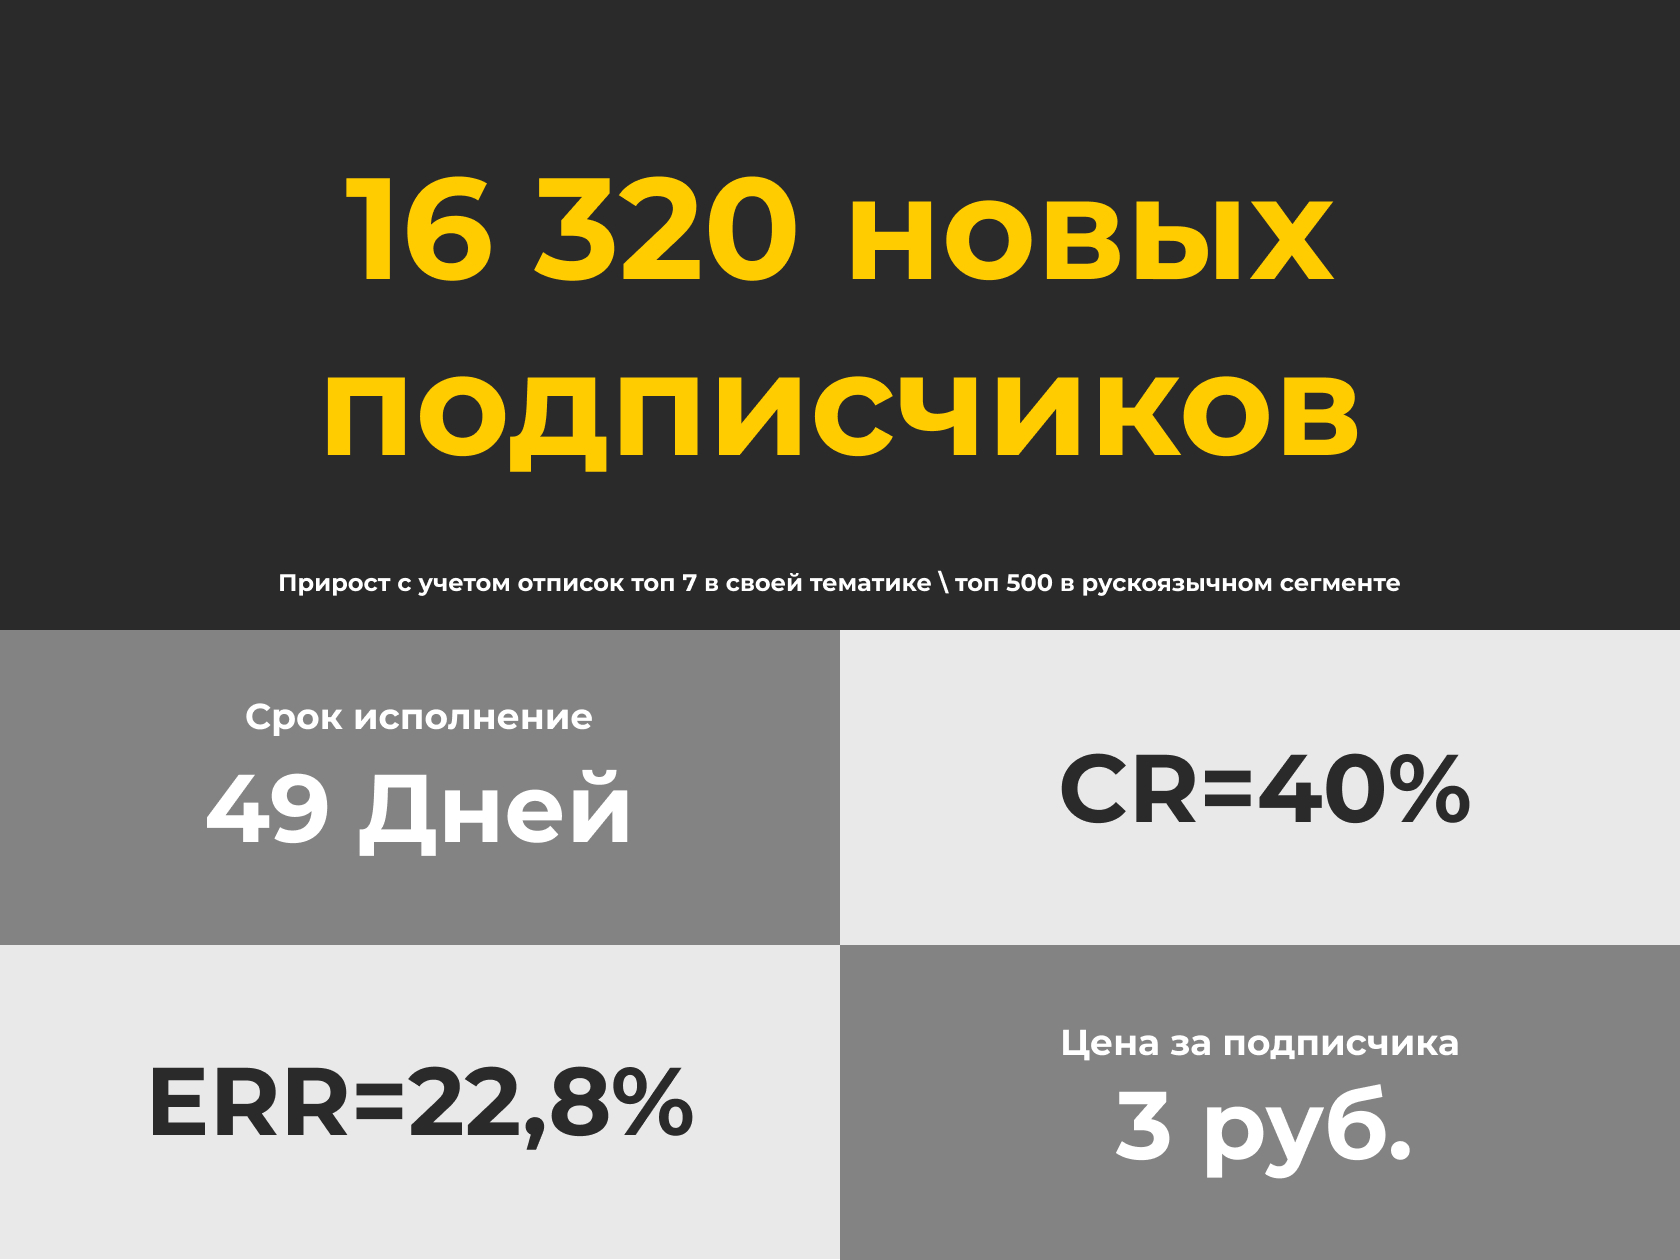 16 320 новых
подписчиков
Прирост с учетом отписок топ 7 в своей тематике \ топ 500 в рускоязычном сегменте
Срок исполнение
49 Дней
CR=40%
ERR=22,8%
Цена за подписчика
3 руб.